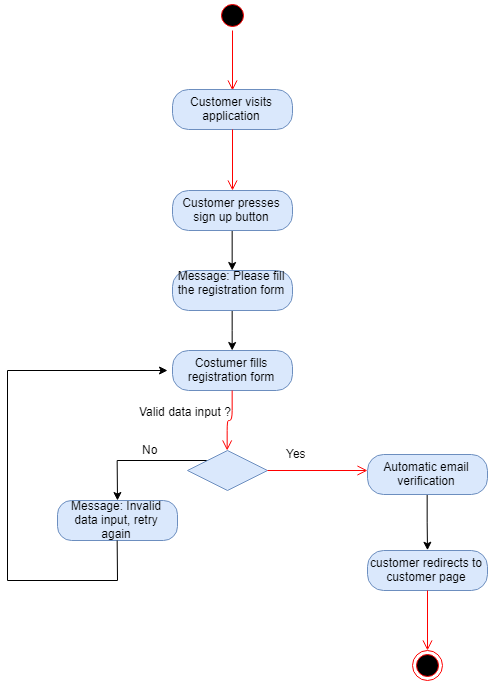 Customer visits
application
Customer presses
sign up button
Message: Please fill
the registration form
Costumer fills
registration form
Valid data input ?
No
Yes
Automatic email
verification
Message: Invalid
data input, retry
again
customer redirects to
customer page